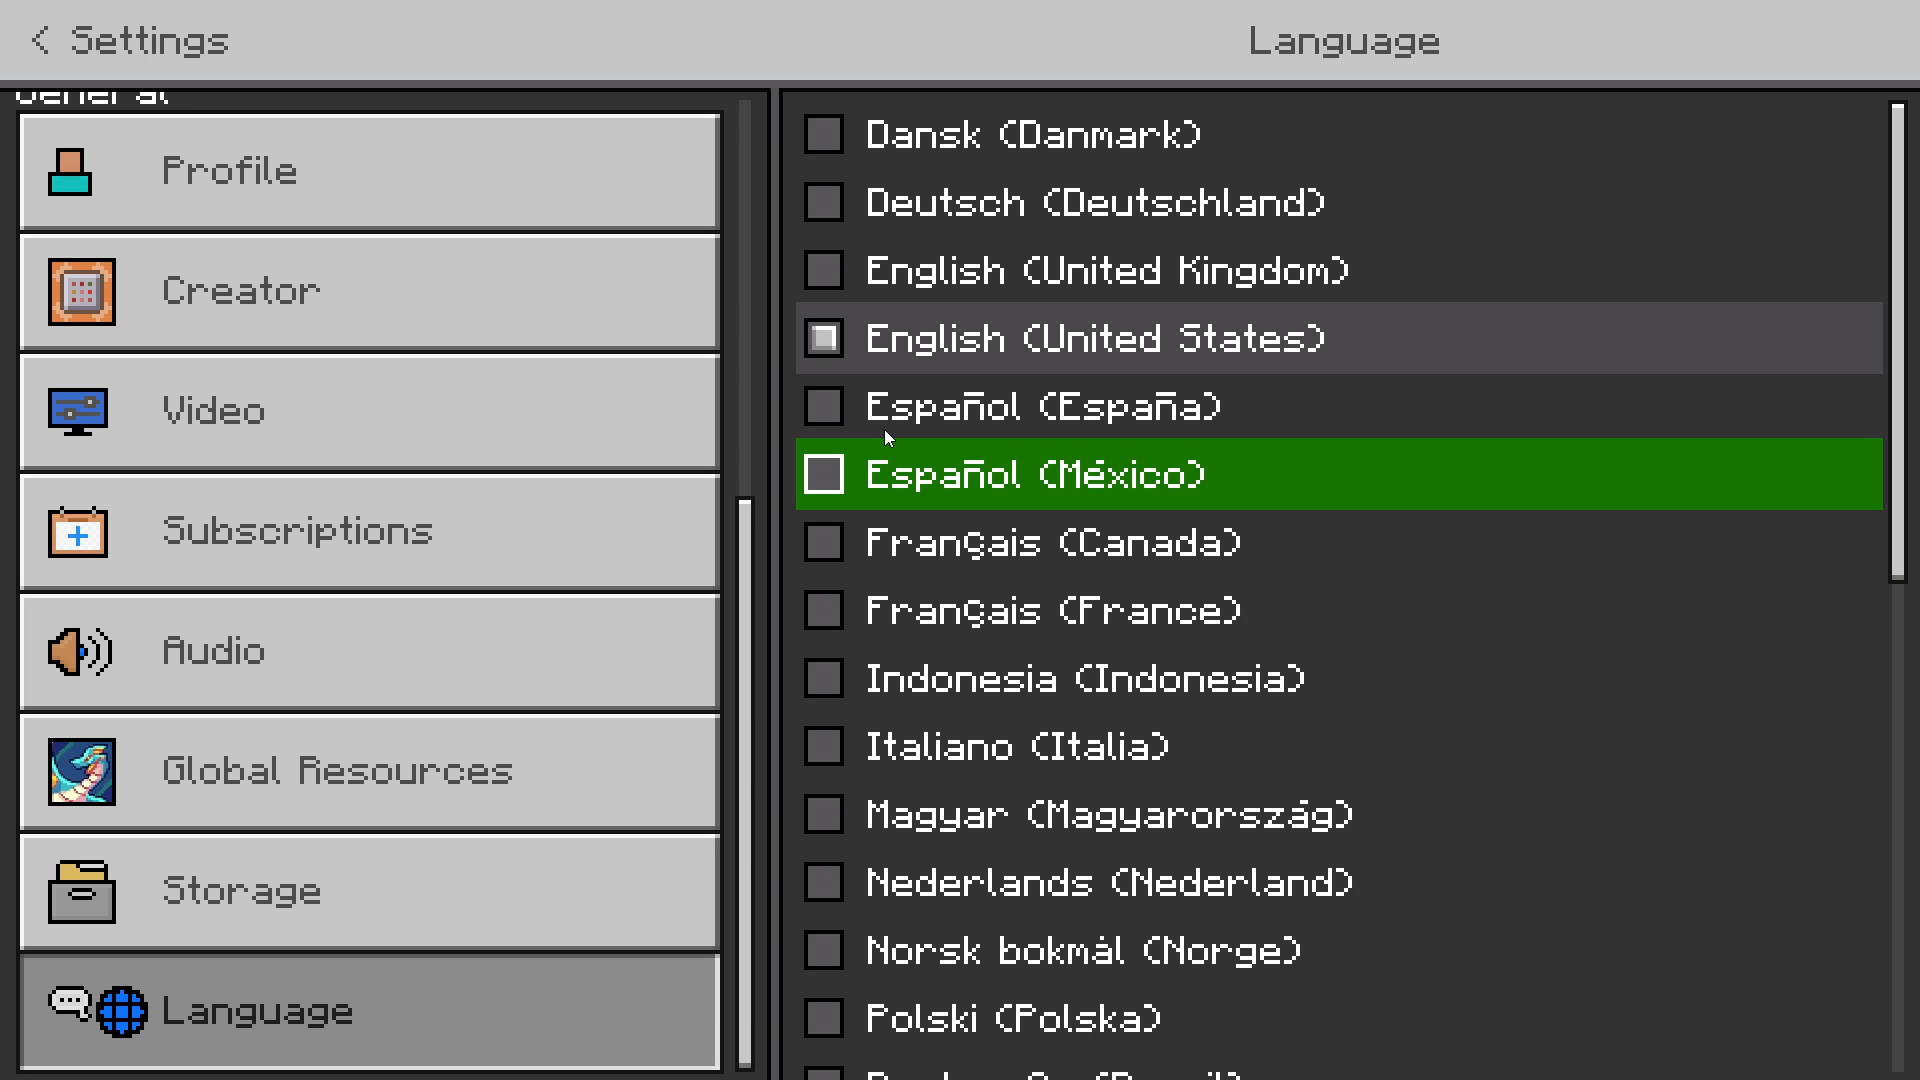 Settings
Language
General
Profile
Creator
Video
Subscriptions
Audio
Global Resources
Storage
Language
Dansk (Danmark)
Deutsch (Deutschland)
English (United Kingdom)
English (United States)
Español (España)
Español (México)
Français (Canada)
Français (France)
Indonesia (Indonesia)
Italiano (Italia)
Magyar (Magyarország)
Nederlands (Nederland)
Norsk bokmål (Norge)
Polski (Polska)